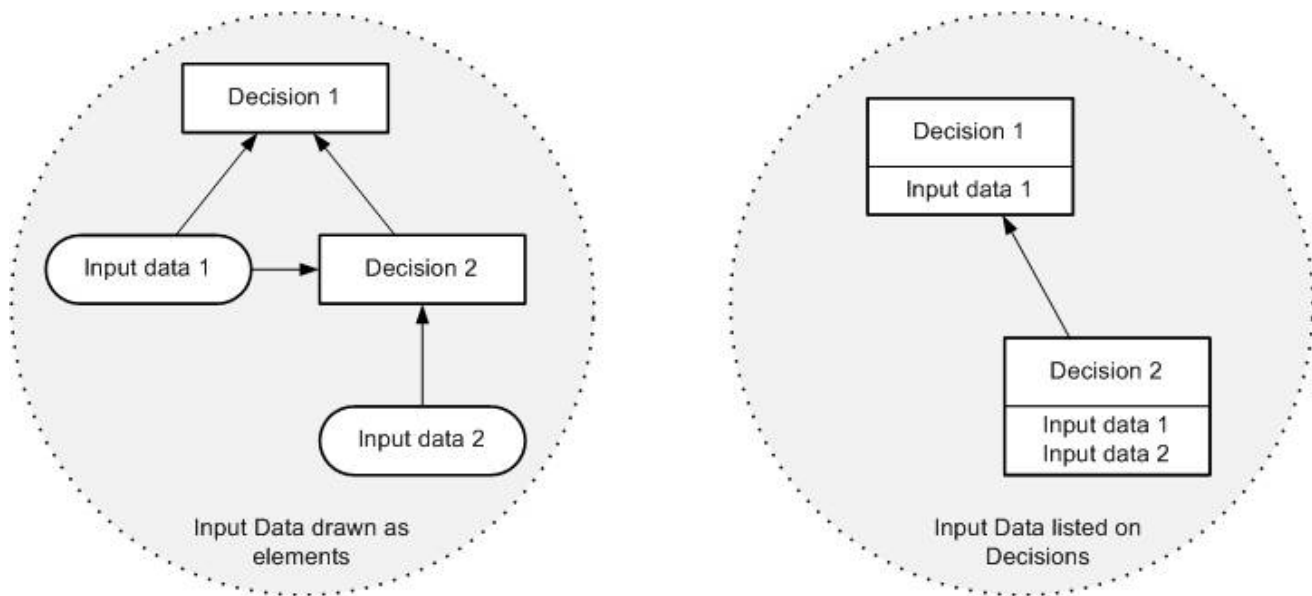 Decision 1
Input data 1
Decision 2
Input data 2
Input Data drawn as
elements
Decision 1
Input data 1
Decision 2
Input data 1
Input data 2
Input Data listed on
Decisions